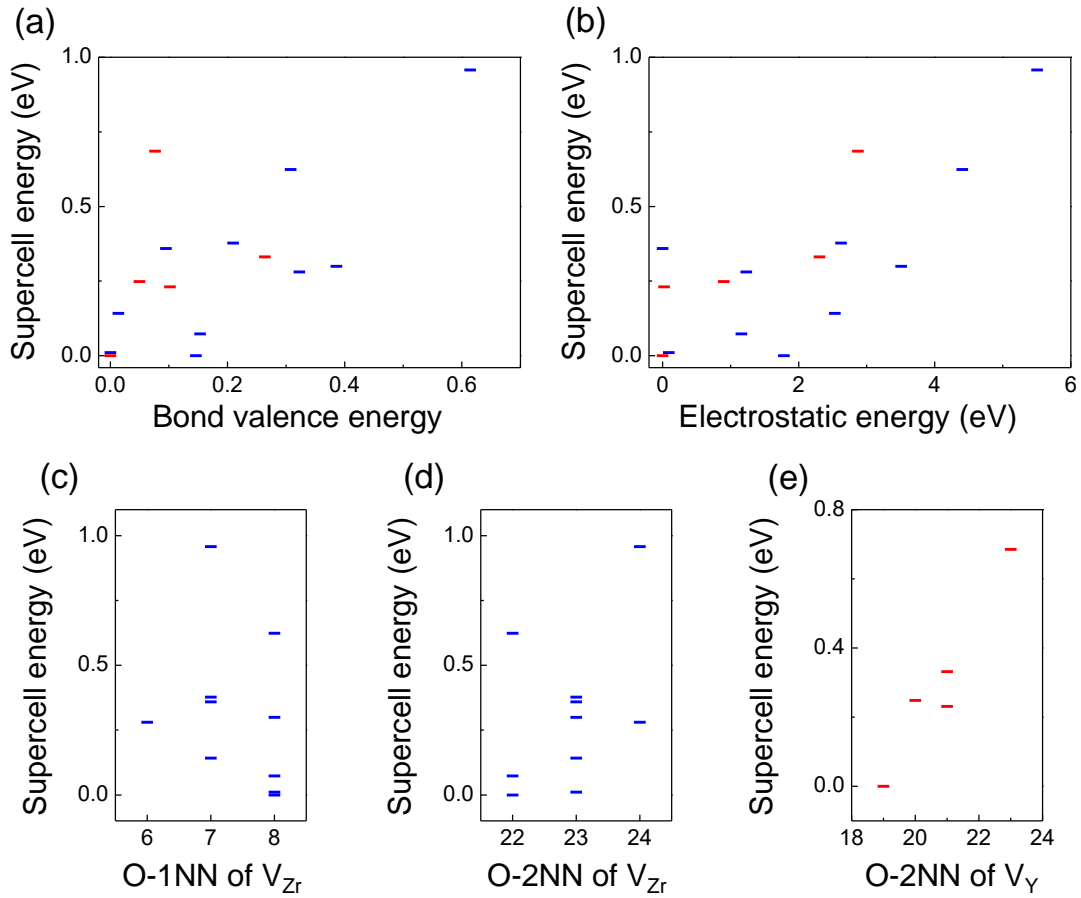 (a)
Supercell energy (eV)
1.0
0.5
0.0
0.0 0.2 0.4 0.6
Bond valence energy
(b)
Supercell energy (eV)
1.0
0.5
0.0
0 2 4 6
Electrostatic energy (eV)
(c)
Supercell energy (eV)
1.0
0.5
0.0
6 7 8
O-1NN of VZr
(d)
Supercell energy (eV)
1.0
0.5
0.0
22 23 24
O-2NN of VZr
(e)
Supercell energy (eV)
0.8
0.4
0.0
18 20 22 24
O-2NN of VY